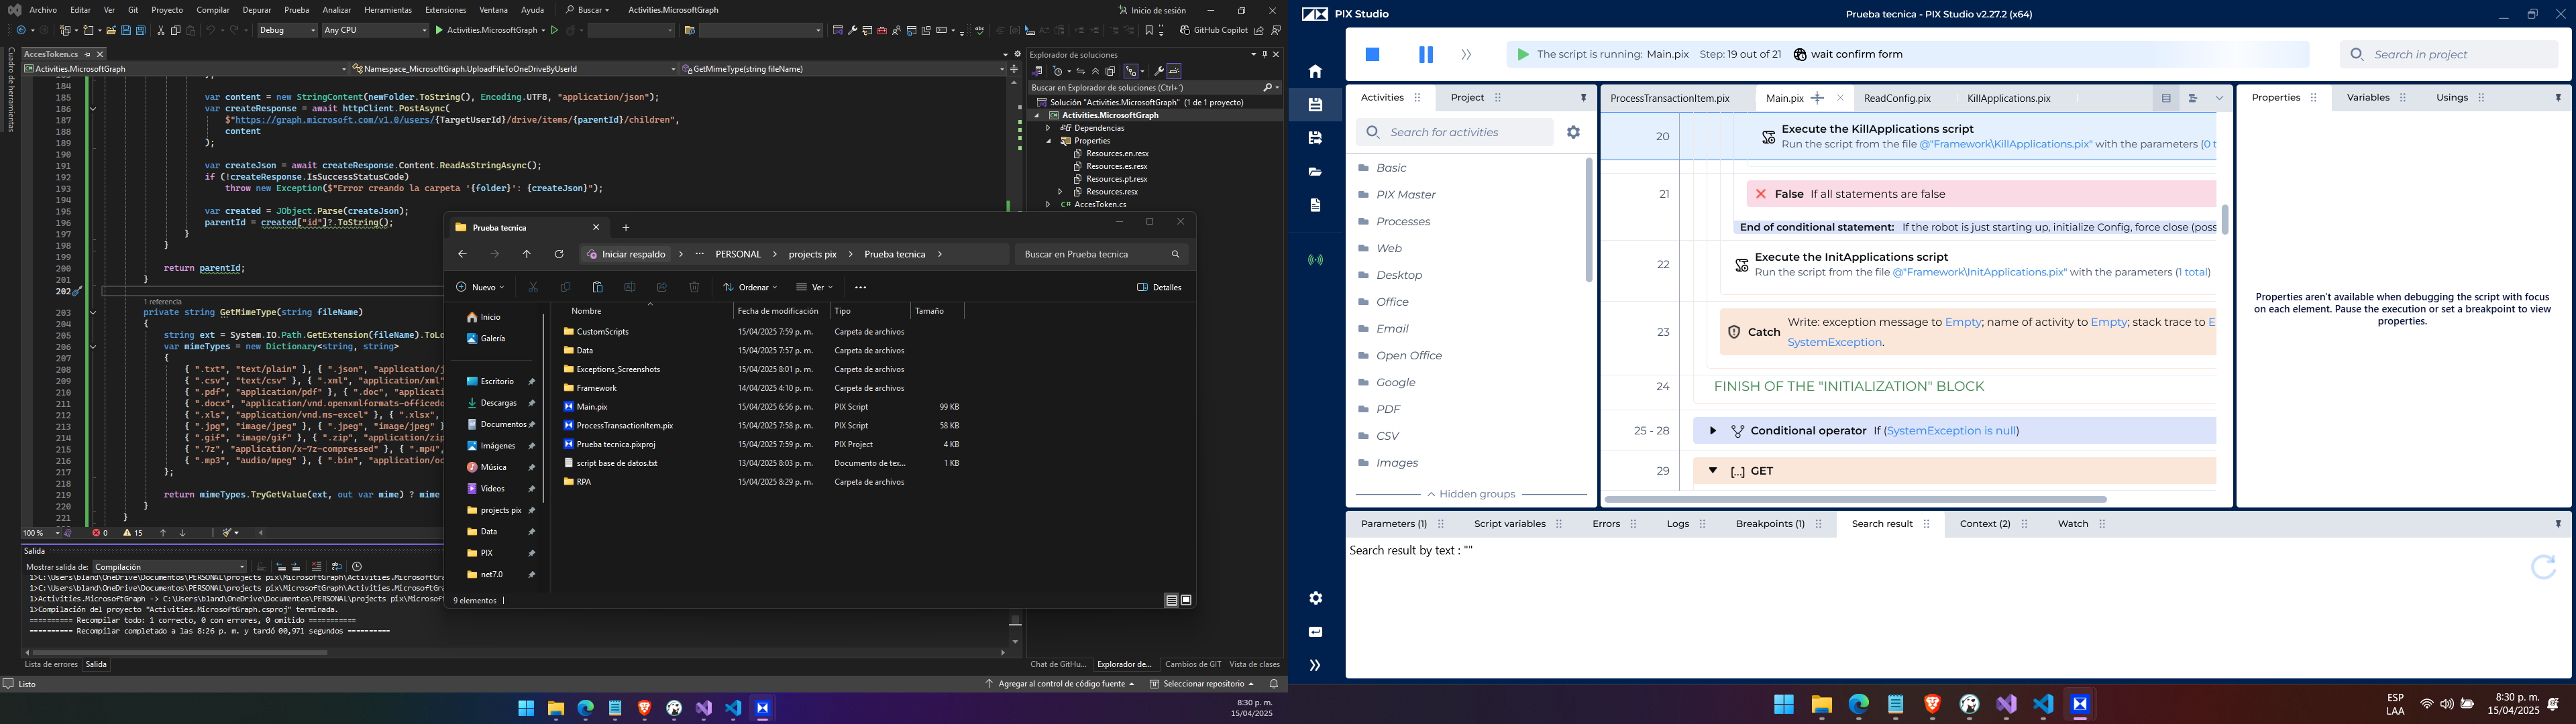 Archivo Editar Ver Git Proyecto Compilar Depurar Prueba Analizar Herramientas Extensiones Ventana Ayuda Buscar Activities.MicrosoftGraph Inicio de sesión
Debug Any CPU Activities.MicrosoftGraph GitHub Copilot
Cuadro de herramientas
AccesToken.cs
Activities.MicrosoftGraph Namespace_MicrosoftGraph.UploadFileToOneDriveByUserId GetMimeType(string fileName)
184
185 var content = new StringContent(newFolder.ToString(), Encoding.UTF8, "application/json");
186 var createResponse = await httpClient.PostAsync(
187 $"https://graph.microsoft.com/v1.0/users/{TargetUserId}/drive/items/{parentId}/children",
188 content
189 );
190
191 var createJson = await createResponse.Content.ReadAsStringAsync();
192 if (!createResponse.IsSuccessStatusCode)
193 throw new Exception($"Error creando la carpeta '{folder}': {createJson}");
194
195 var created = JObject.Parse(createJson);
196 parentId = created["id"]?.ToString();
197 }
198 }
199
200 return parentId;
201 }
202
1 referencia
203 private string GetMimeType(string fileName)
204 {
205 string ext = System.IO.Path.GetExtension(fileName).ToLo
206 var mimeTypes = new Dictionary<string, string>
207 {
208 { ".txt", "text/plain" }, { ".json", "application/j
209 { ".csv", "text/csv" }, { ".xml", "application/xml"
210 { ".pdf", "application/pdf" }, { ".doc", "applicatio
211 { ".docx", "application/vnd.openxmlformats-officedo
212 { ".xls", "application/vnd.ms-excel" }, { ".xlsx",
213 { ".jpg", "image/jpeg" }, { ".jpeg", "image/jpeg" }
214 { ".gif", "image/gif" }, { ".zip", "application/zip
215 { ".7z", "application/x-7z-compressed" }, { ".mp4",
216 { ".mp3", "audio/mpeg" }, { ".bin", "application/oc
217 };
218
219 return mimeTypes.TryGetValue(ext, out var mime) ? mime
220 }
221 }
100 % 0 15
Salida
Mostrar salida de: Compilación
1>C:\Users\bland\OneDrive\Documentos\PERSONAL\projects pix\MicrosoftGraph\Activities.MicrosoftGra
1>C:\Users\bland\OneDrive\Documentos\PERSONAL\projects pix\MicrosoftGraph\Activities.MicrosoftGra
1>Activities.MicrosoftGraph -> C:\Users\bland\OneDrive\Documentos\PERSONAL\projects pix\Microsoft
1>Compilación del proyecto "Activities.MicrosoftGraph.csproj" terminada.
========== Recompilar todo: 1 correcto, 0 con errores, 0 omitido ===========
========== Recompilar completado a las 8:26 p. m. y tardó 00,971 segundos ==========
Lista de errores Salida
Listo
Explorador de soluciones
Buscar en Explorador de soluciones (Ctrl+´)
Solución "Activities.MicrosoftGraph" (1 de 1 proyecto)
Activities.MicrosoftGraph
Dependencias
Properties
Resources.en.resx
Resources.es.resx
Resources.pt.resx
Resources.resx
AccesToken.cs
Chat de GitHu... Explorador de... Cambios de GIT Vista de clases
Agregar al control de código fuente Seleccionar repositorio
Prueba tecnica
Iniciar respaldo PERSONAL projects pix Prueba tecnica Buscar en Prueba tecnica
Nuevo Ordenar Ver Detalles
Inicio
Galería
Escritorio
Descargas
Documentos
Imágenes
Música
Videos
projects pix
Data
PIX
net7.0
Nombre Fecha de modificación Tipo Tamaño
CustomScripts 15/04/2025 7:59 p. m. Carpeta de archivos
Data 15/04/2025 7:57 p. m. Carpeta de archivos
Exceptions_Screenshots 15/04/2025 8:01 p. m. Carpeta de archivos
Framework 14/04/2025 4:10 p. m. Carpeta de archivos
Main.pix 15/04/2025 6:56 p. m. PIX Script 99 KB
ProcessTransactionItem.pix 15/04/2025 7:58 p. m. PIX Script 58 KB
Prueba tecnica.pixproj 15/04/2025 7:59 p. m. PIX Project 4 KB
script base de datos.txt 13/04/2025 8:03 p. m. Documento de tex... 1 KB
RPA 15/04/2025 8:29 p. m. Carpeta de archivos
9 elementos
8:30 p. m.
15/04/2025
PIX Studio Prueba tecnica - PIX Studio v2.27.2 (x64)
The script is running: Main.pix Step: 19 out of 21 wait confirm form Search in project
Activities Project
Search for activities
Basic
PIX Master
Processes
Web
Desktop
Office
Email
Open Office
Google
PDF
CSV
Images
Hidden groups
ProcessTransactionItem.pix Main.pix ReadConfig.pix KillApplications.pix
20 Execute the KillApplications script
Run the script from the file @"Framework\KillApplications.pix" with the parameters (0 t
21 False If all statements are false
End of conditional statement: If the robot is just starting up, initialize Config, force close (poss
22 Execute the InitApplications script
Run the script from the file @"Framework\InitApplications.pix" with the parameters (1 total)
23 Catch Write: exception message to Empty; name of activity to Empty; stack trace to E
SystemException.
24 FINISH OF THE "INITIALIZATION" BLOCK
25 - 28 Conditional operator If (SystemException is null)
29 [...] GET
Properties Variables Usings
Properties aren't available when debugging the script with focus
on each element. Pause the execution or set a breakpoint to view
properties.
Parameters (1) Script variables Errors Logs Breakpoints (1) Search result Context (2) Watch
Search result by text : ""
ESP
LAA
8:30 p. m.
15/04/2025